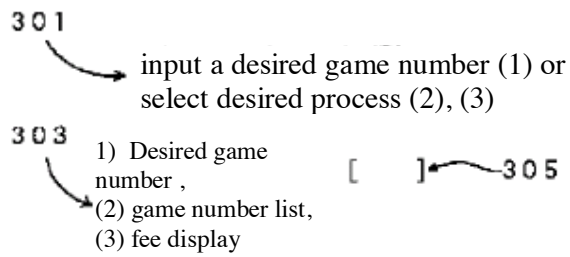 301
input a desired game number (1) or
select desired process (2), (3)
303
1) Desired game
number ,
(2) game number list,
(3) fee display
[ ]
305